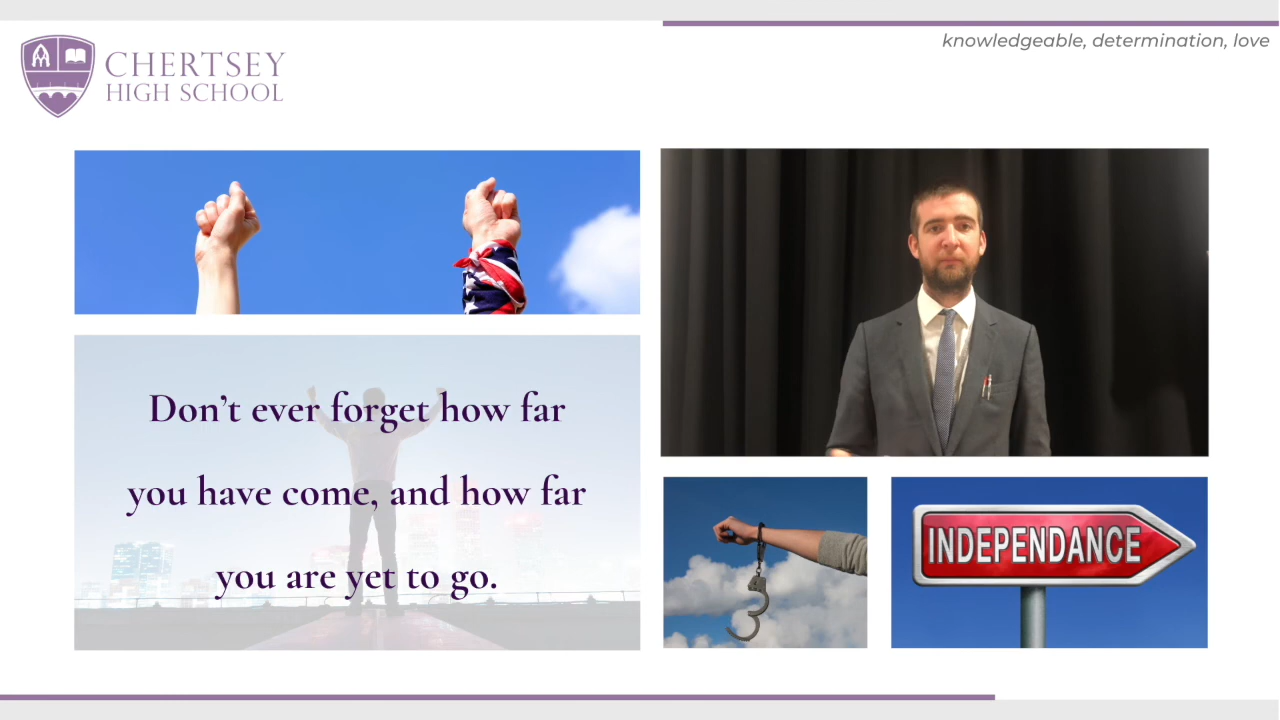 knowledgeable, determination, love
CHERTSEY
HIGH SCHOOL
Don't ever forget how far
you have come, and how far
you are yet to go.
INDEPENDANCE